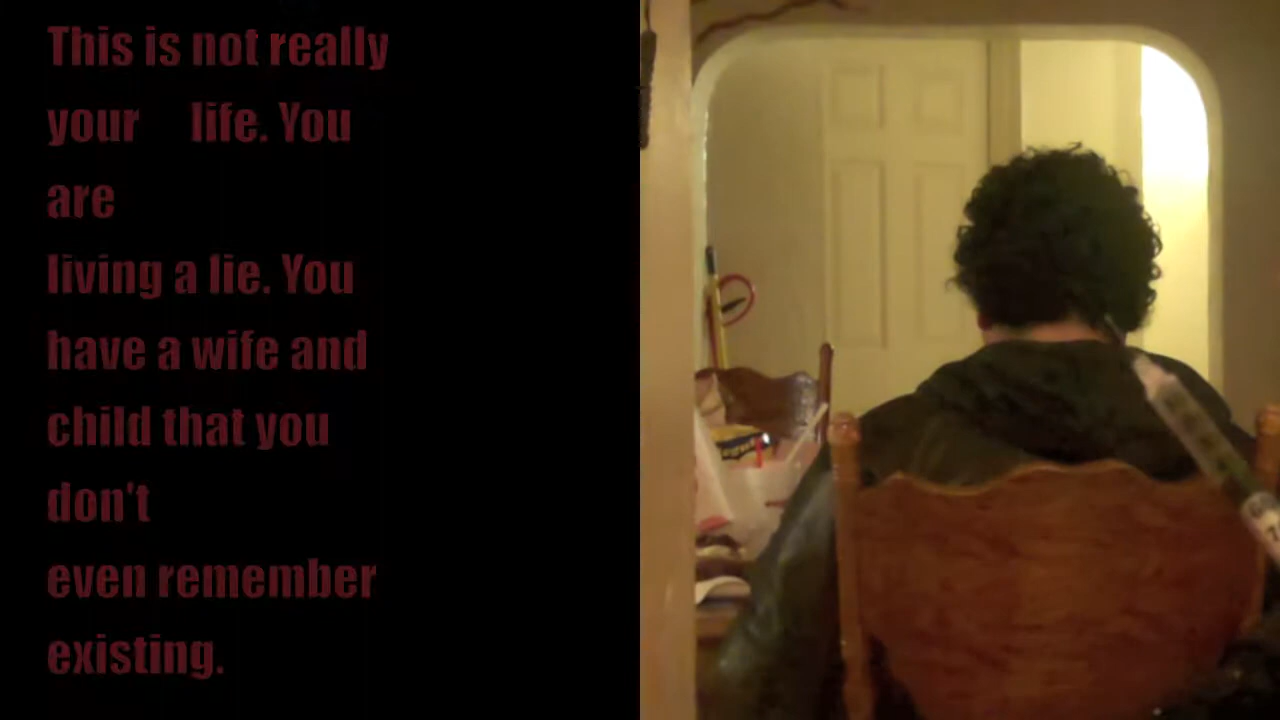 This is not really
your life. You
are
living a lie. You
have a wife and
child that you
don't
even remember
existing.